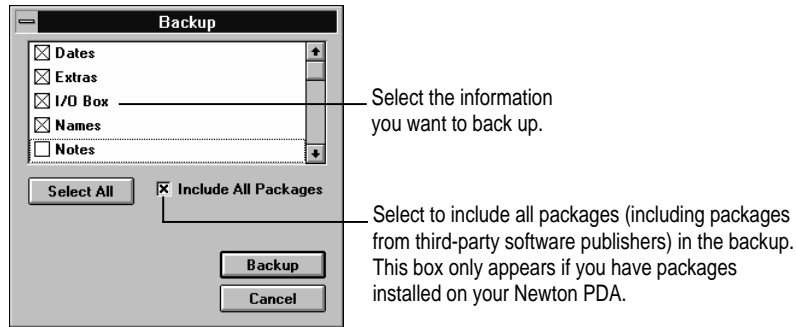 Backup
Dates
Extras
I/O Box
Names
Notes
Select the information
you want to back up.
Select All
Include All Packages
Select to include all packages (including packages
from third-party software publishers) in the backup.
This box only appears if you have packages
installed on your Newton PDA.
Backup
Cancel